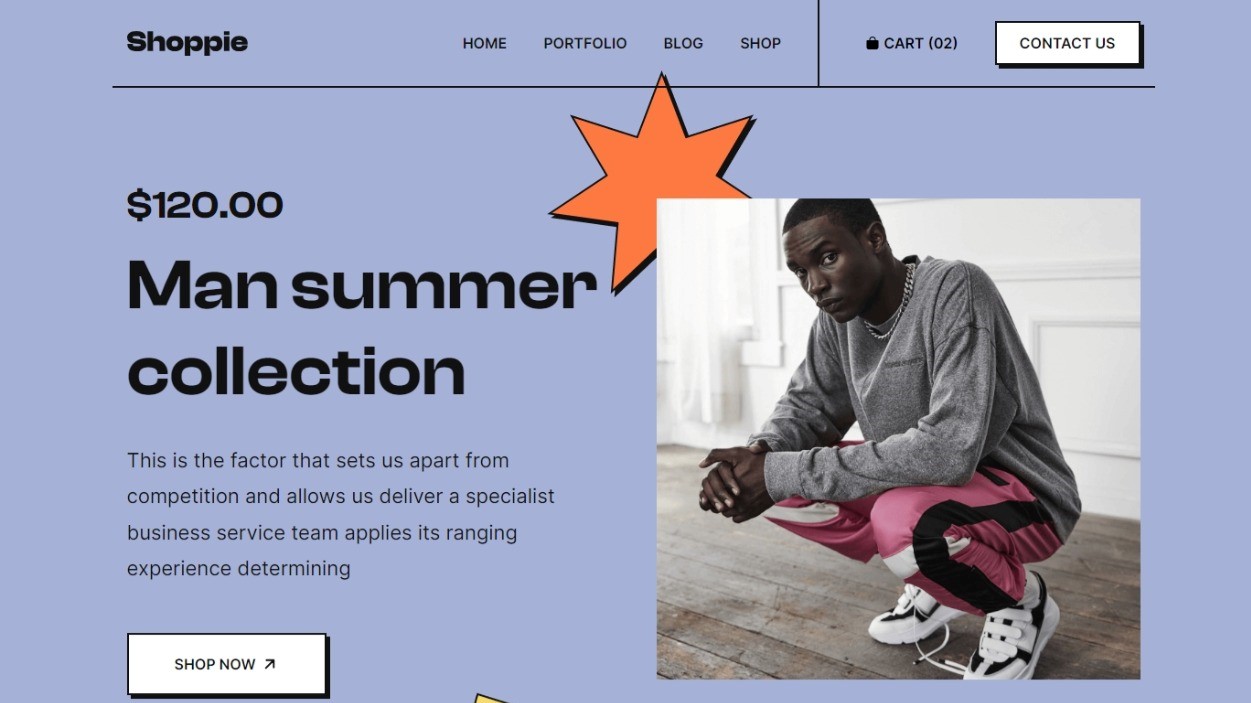 Shoppie
HOME PORTFOLIO BLOG SHOP CART (02) CONTACT US
$120.00
Man summer
collection
This is the factor that sets us apart from
competition and allows us deliver a specialist
business service team applies its ranging
experience determining
SHOP NOW